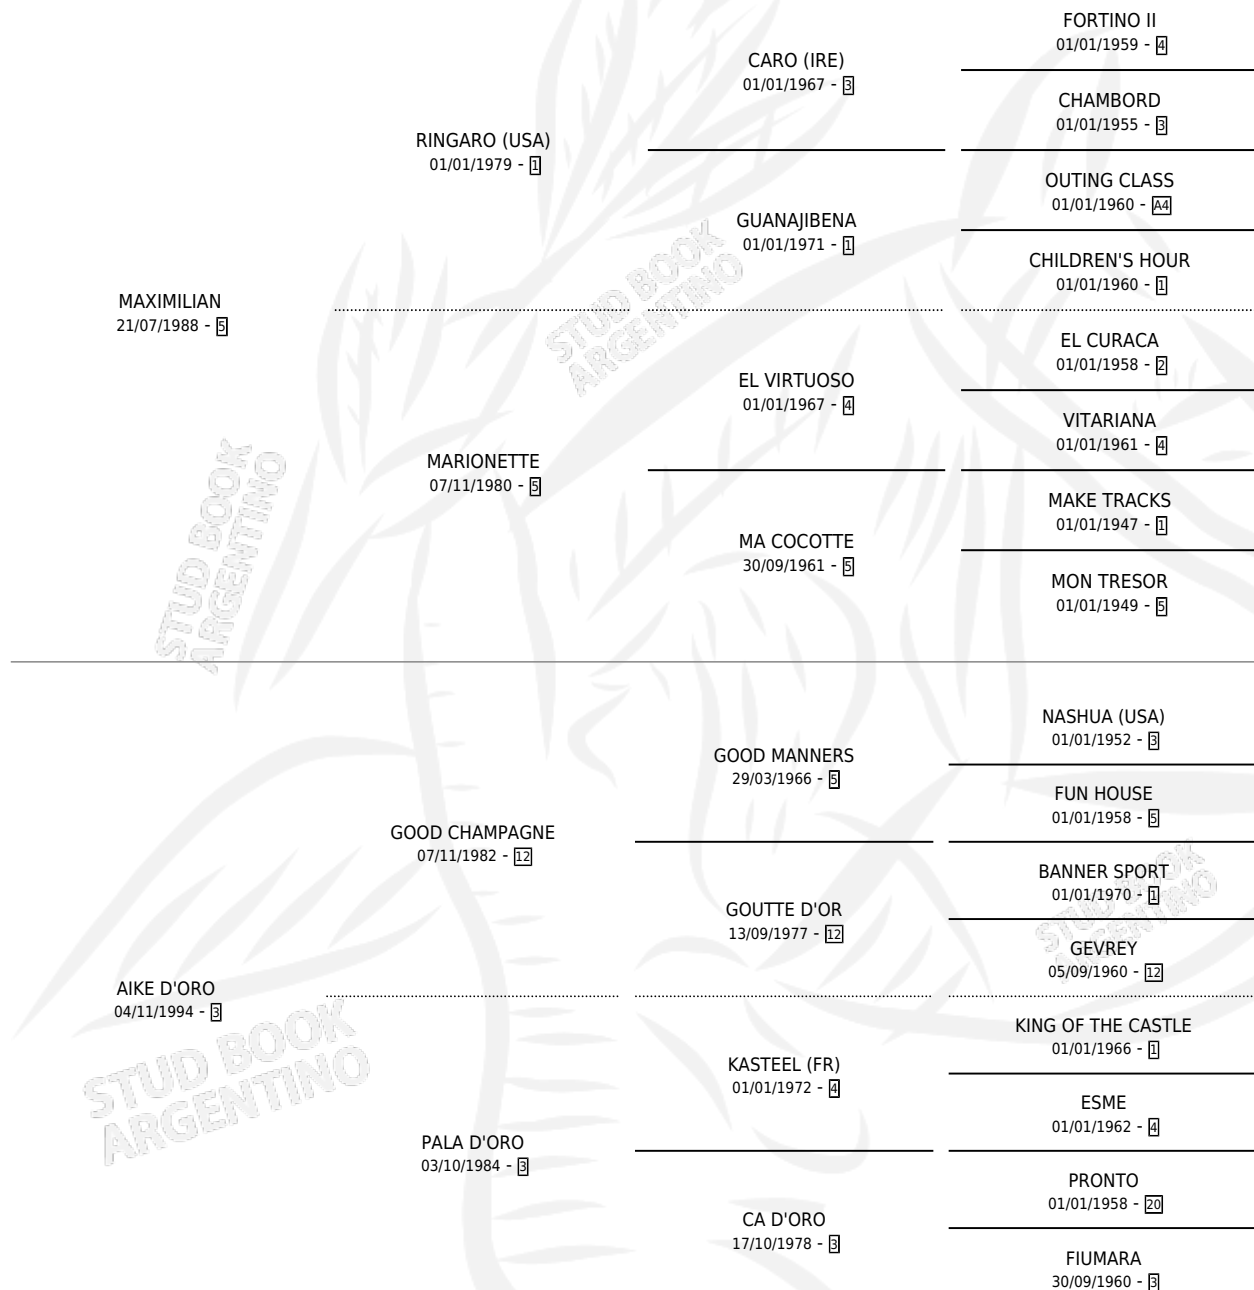 FORTINO II
01/01/1959 - 4
CARO (IRE)
01/01/1967 - 3
CHAMBORD
01/01/1955 - 3
RINGARO (USA)
01/01/1979 - 1
OUTING CLASS
01/01/1960 - A4
GUANAJIBENA
01/01/1971 - 1
CHILDREN'S HOUR
01/01/1960 - 1
MAXIMILIAN
21/07/1988 - 5
EL CURACA
01/01/1958 - 2
EL VIRTUOSO
01/01/1967 - 4
VITARIANA
01/01/1961 - 4
MARIONETTE
07/11/1980 - 5
MAKE TRACKS
01/01/1947 - 1
MA COCOTTE
30/09/1961 - 5
MON TRESOR
01/01/1949 - 5
NASHUA (USA)
01/01/1952 - 3
GOOD MANNERS
29/03/1966 - 5
FUN HOUSE
01/01/1958 - 5
GOOD CHAMPAGNE
07/11/1982 - 12
BANNER SPORT
01/01/1970 - 1
GOUTTE D'OR
13/09/1977 - 12
GEVREY
05/09/1960 - 12
AIKE D'ORO
04/11/1994 - 3
KING OF THE CASTLE
01/01/1966 - 1
KASTEEL (FR)
01/01/1972 - 4
ESME
01/01/1962 - 4
PALA D'ORO
03/10/1984 - 3
PRONTO
01/01/1958 - 20
CA D'ORO
17/10/1978 - 3
FIUMARA
30/09/1960 - 3
STUD BOOK
ARGENTINO
STUD BOOK
ARGENTINO
STUD BOOK
ARGENTINO
STUD BOOK
ARGENTINO